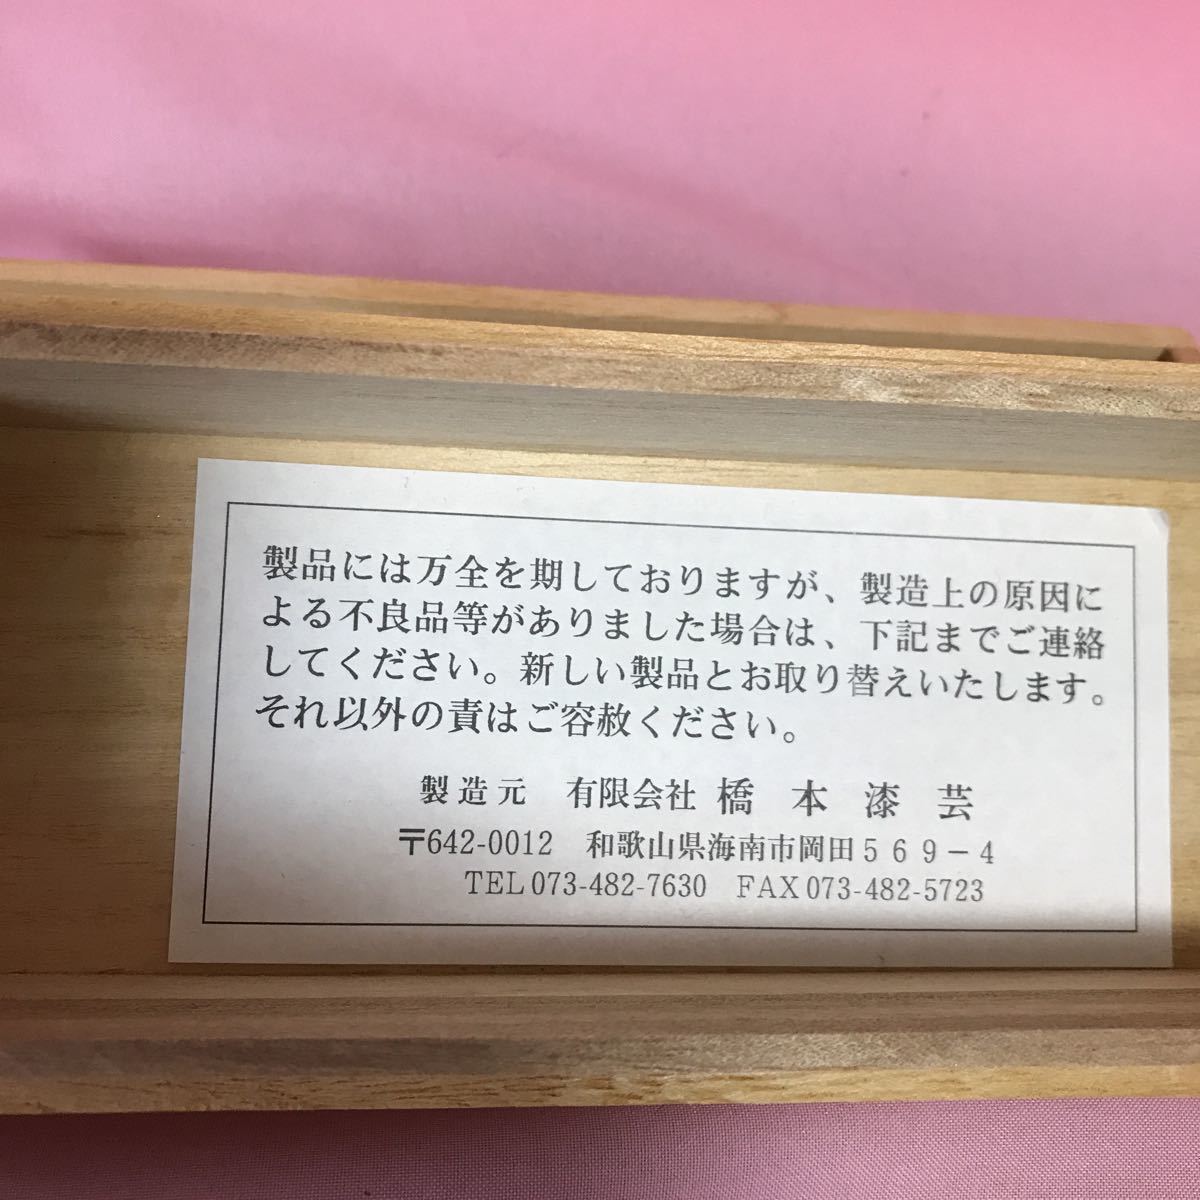 製品には万全を期しておりますが、製造上の原因に
よる不良品等がありました場合は、下記までご連絡
してください。新しい製品とお取り替えいたします。
それ以外の責はご容赦ください。
製造元　有限会社 橋本漆芸
〒642-0012　和歌山県海南市岡田５６９−４
TEL 073-482-7630　FAX 073-482-5723